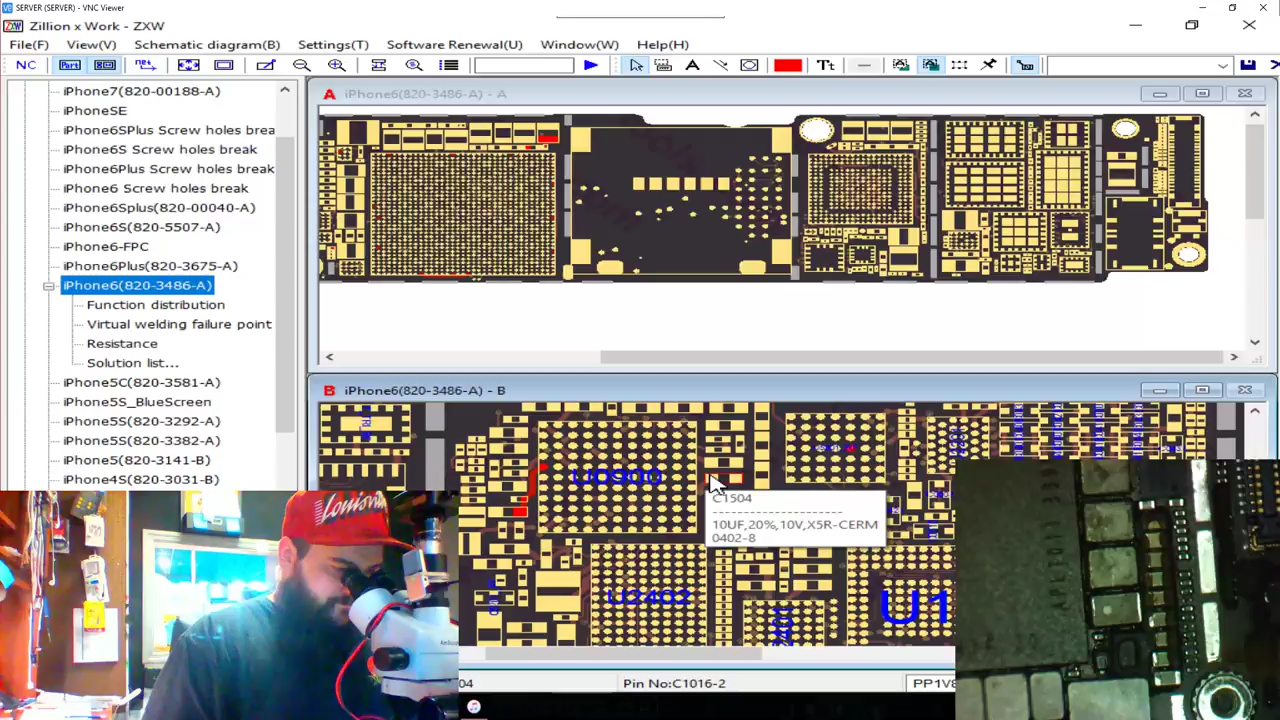 SERVER (SERVER) - VNC Viewer
Zillion x Work - ZXW
File(F) View(V) Schematic diagram(B) Settings(T) Software Renewal(U) Window(W) Help(H)
NC Part net
iPhone7(820-00188-A)
iPhoneSE
iPhone6SPlus Screw holes brea
iPhone6S Screw holes break
iPhone6Plus Screw holes break
iPhone6 Screw holes break
iPhone6Splus(820-00040-A)
iPhone6S(820-5507-A)
iPhone6-FPC
iPhone6Plus(820-3675-A)
iPhone6(820-3486-A)
Function distribution
Virtual welding failure point
Resistance
Solution list...
iPhone5C(820-3581-A)
iPhone5S_BlueScreen
iPhone5S(820-3292-A)
iPhone5S(820-3382-A)
iPhone5(820-3141-B)
iPhone4S(820-3031-B)
A iPhone6(820-3486-A) - A
B iPhone6(820-3486-A) - B
U0900
C1504
10UF,20%,10V,X5R-CERM
0402-8
U2402
U1
04 Pin No:C1016-2 PP1V8
Louisville